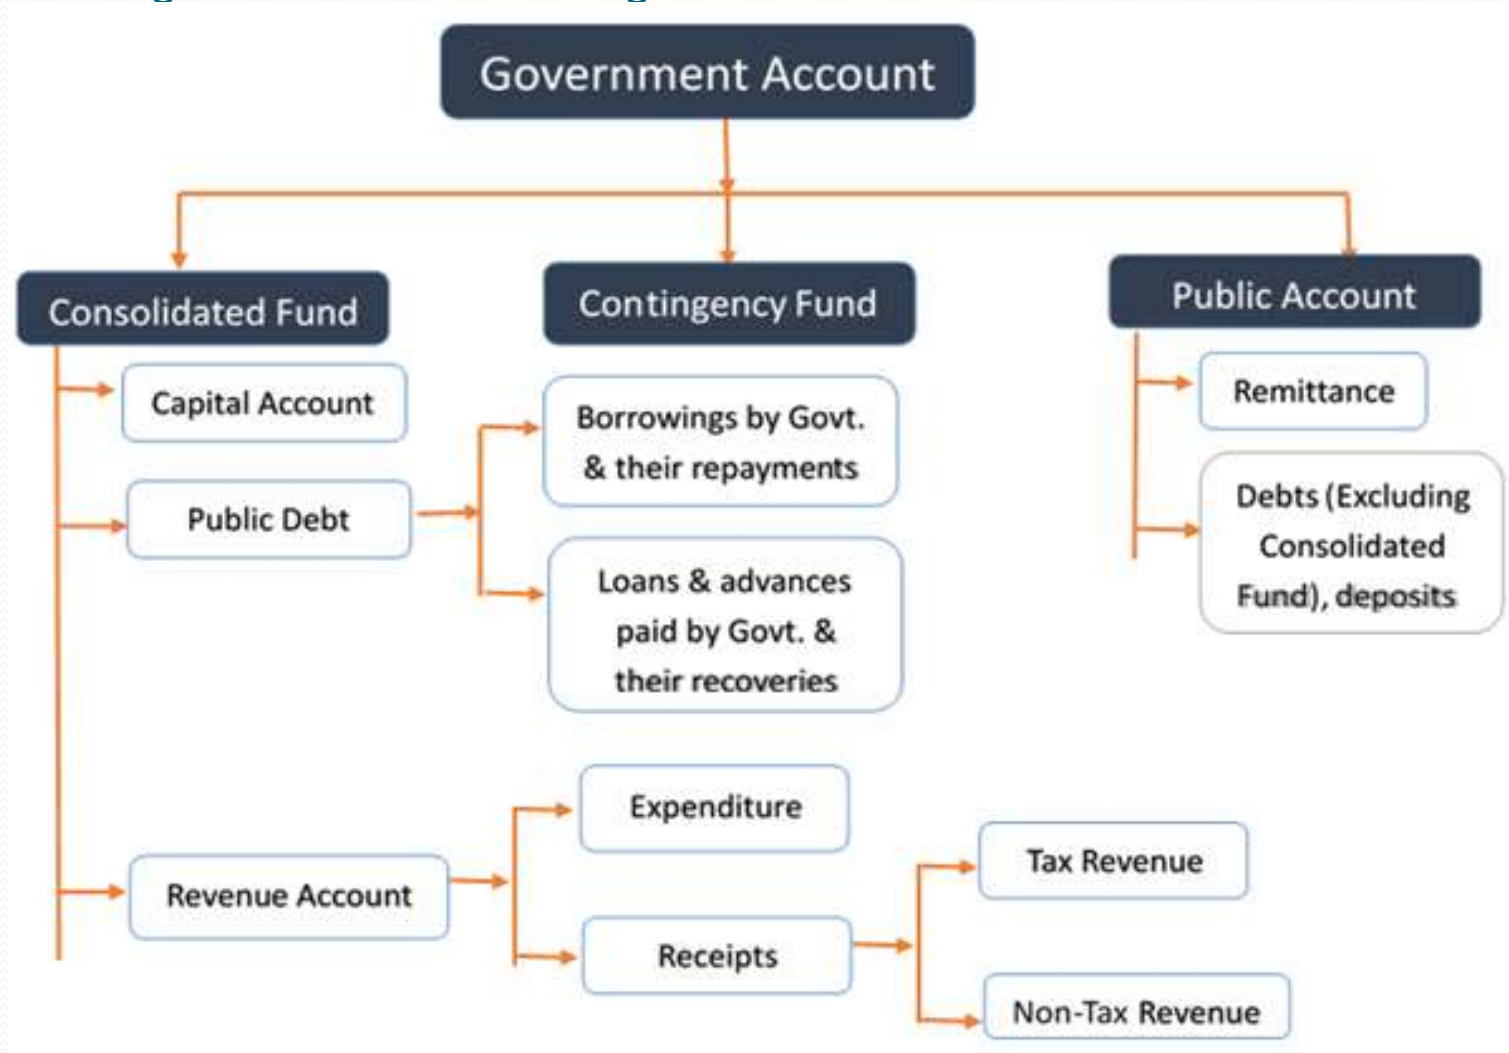 Government Account
Consolidated Fund
Contingency Fund
Public Account
Capital Account
Public Debt
Borrowings by Govt.
& their repayments
Loans & advances
paid by Govt. &
their recoveries
Remittance
Debts (Excluding
Consolidated
Fund), deposits
Revenue Account
Expenditure
Receipts
Tax Revenue
Non-Tax Revenue